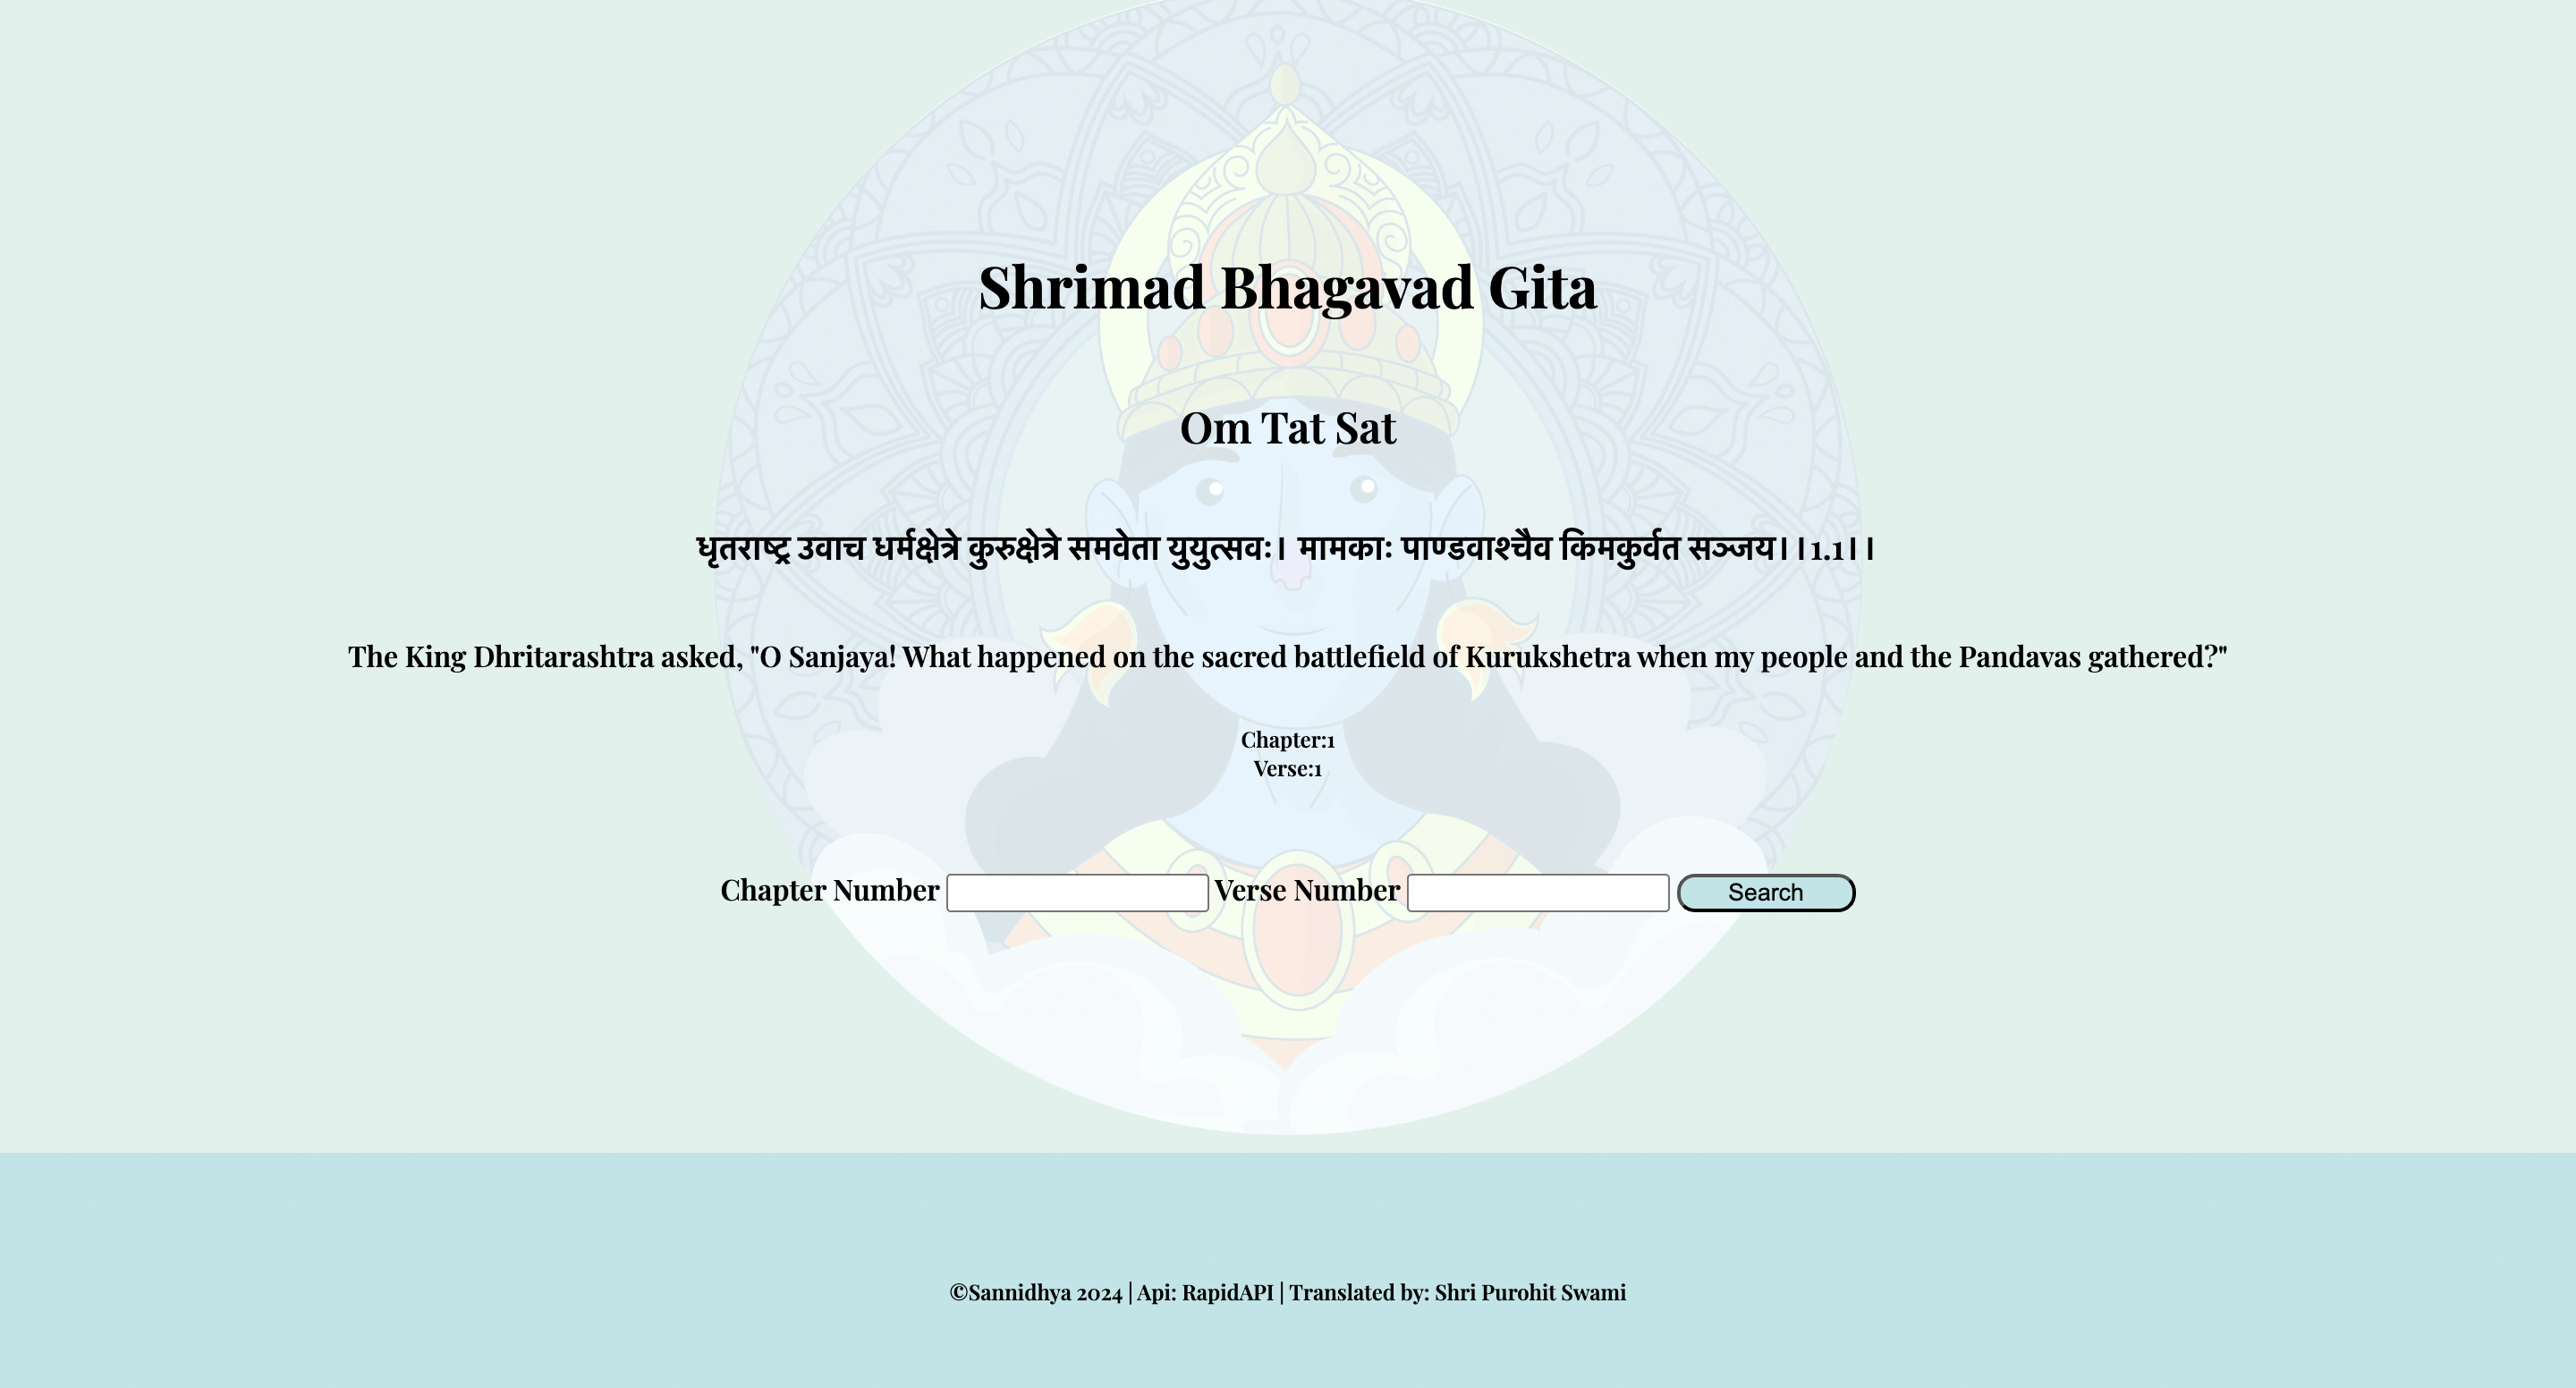 Shrimad Bhagavad Gita
Om Tat Sat
धृतराष्ट्र उवाच धर्मक्षेत्रे कुरुक्षेत्रे समवेता युयुत्सवः। मामकाः पाण्डवाश्चैव किमकुर्वत सञ्जय।।1.1।।
The King Dhritarashtra asked, "O Sanjaya! What happened on the sacred battlefield of Kurukshetra when my people and the Pandavas gathered?"
Chapter:1
Verse:1
Chapter Number Verse Number Search
©Sannidhya 2024 | Api: RapidAPI | Translated by: Shri Purohit Swami